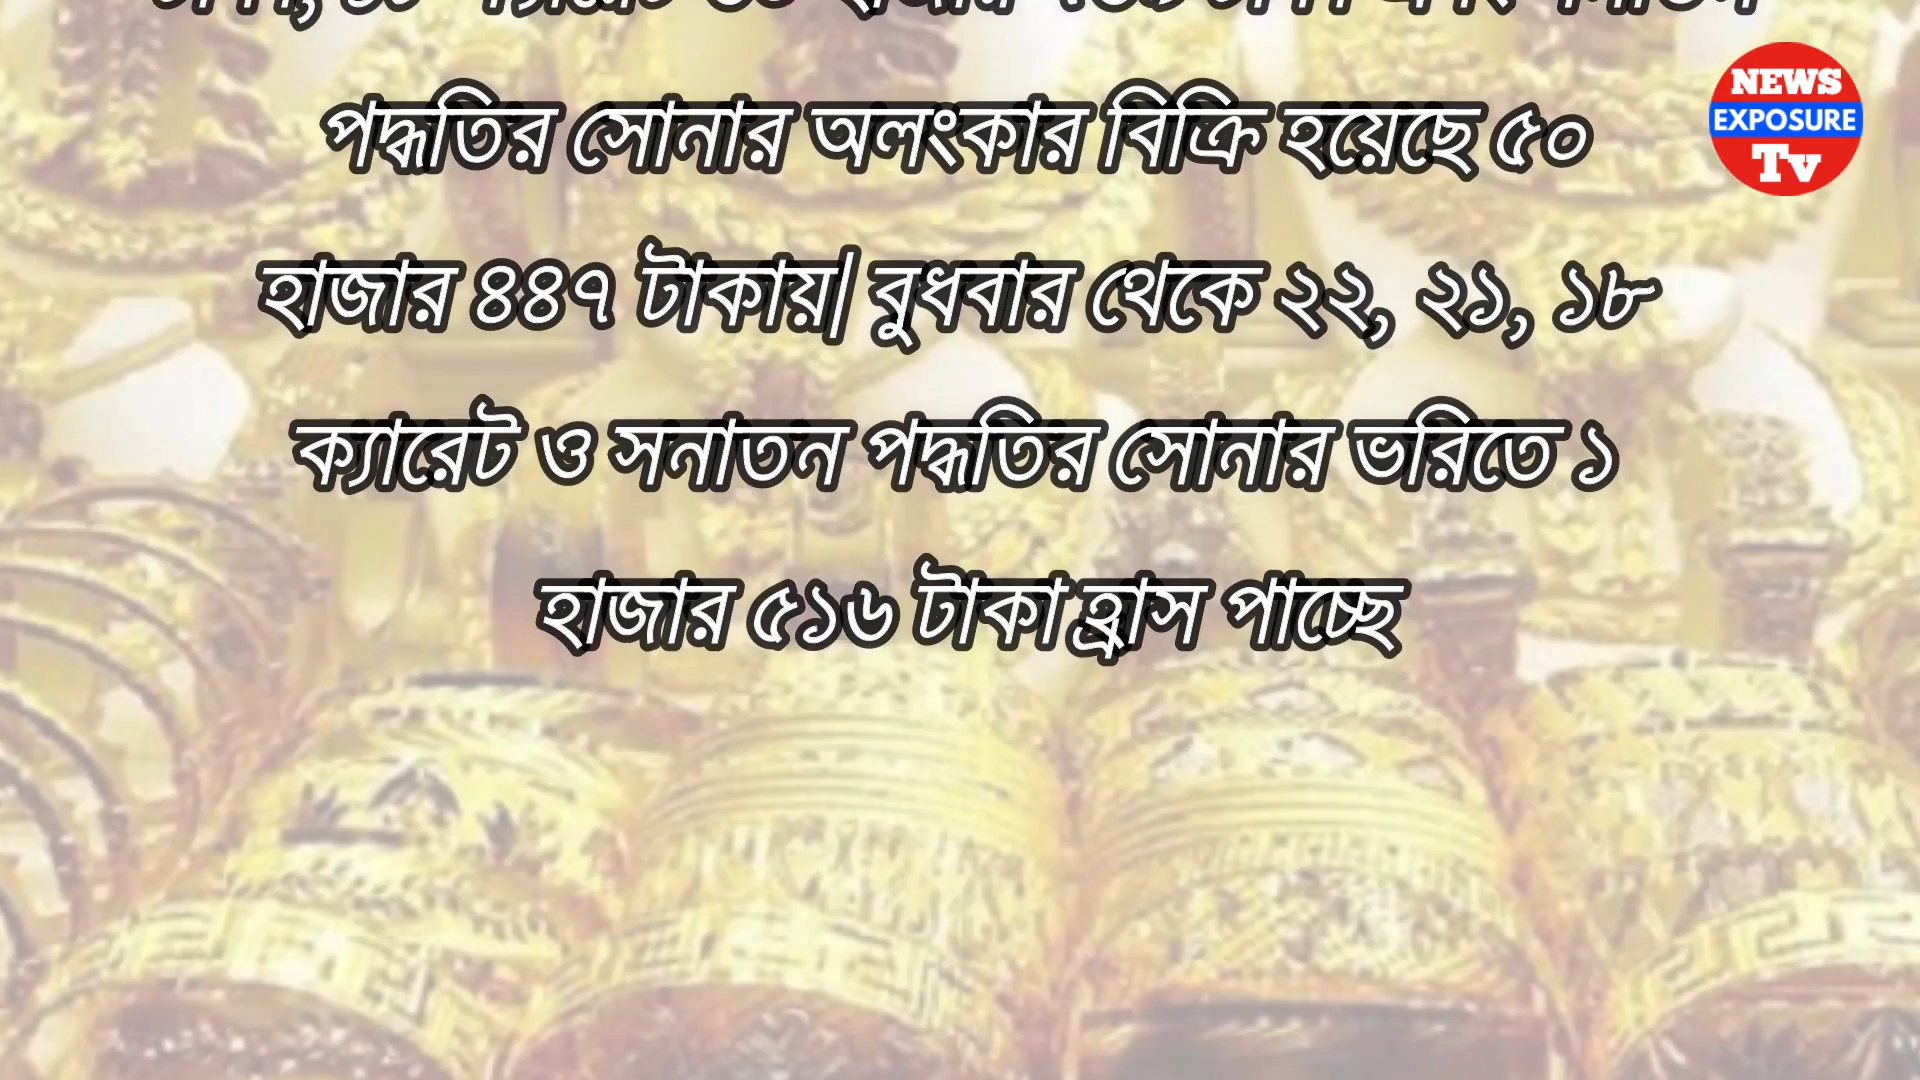 পদ্ধতির সোনার অলংকার বিক্রি হয়েছে ৫০
হাজার ৪৪৭ টাকায়| বুধবার থেকে ২২, ২১, ১৮
ক্যারেট ও সনাতন পদ্ধতির সোনার ভরিতে ১
হাজার ৫১৬ টাকা হ্রাস পাচ্ছে
NEWS
EXPOSURE
Tv